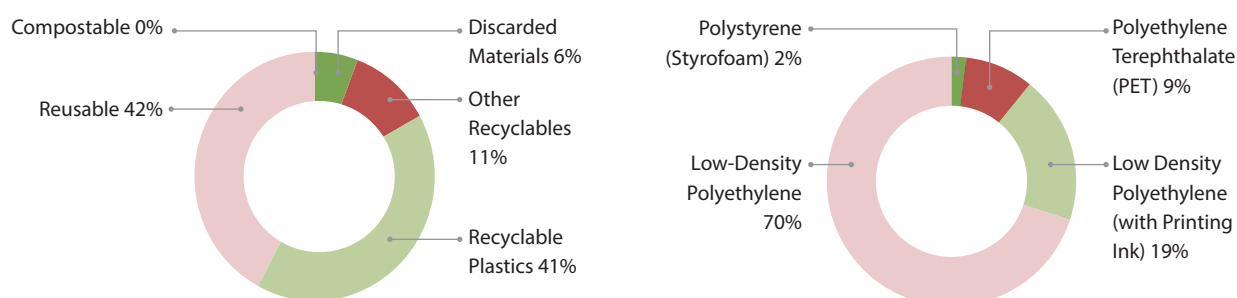 Compostable 0%
Discarded
Materials 6%
Reusable 42%
Other
Recyclables
11%
Recyclable
Plastics 41%
Polystyrene
(Styrofoam) 2%
Polyethylene
Terephthalate
(PET) 9%
Low-Density
Polyethylene
70%
Low Density
Polyethylene
(with Printing
Ink) 19%